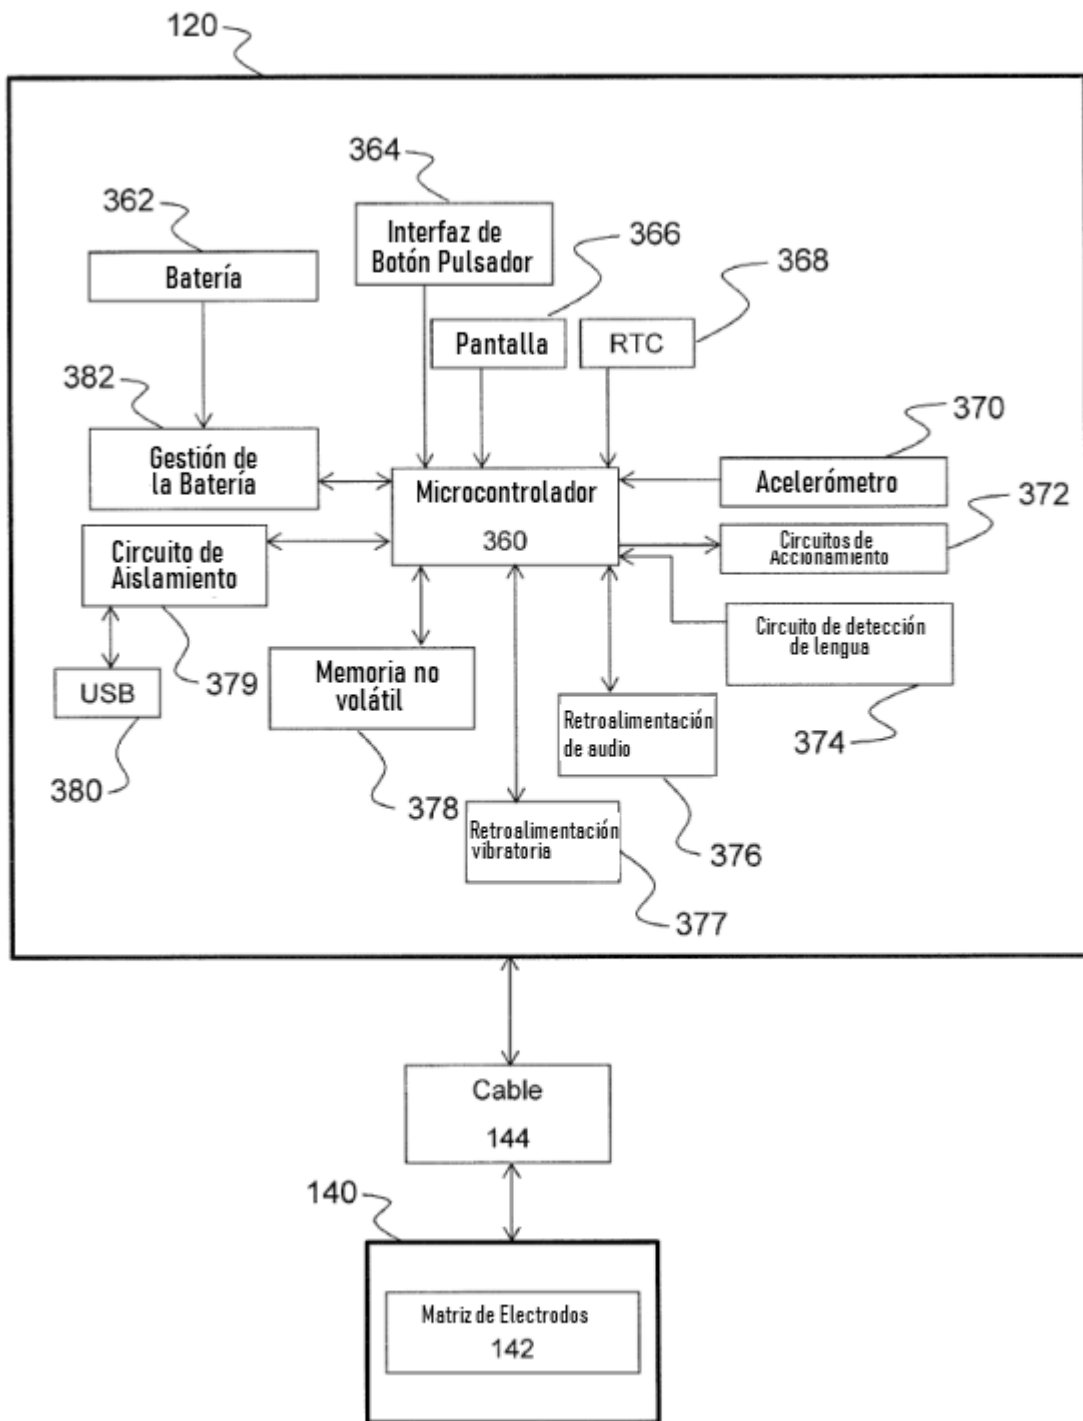 120
364
Interfaz de
Botón Pulsador
362
Batería
366
Pantalla
368
RTC
382
Gestión de
la Batería
370
Acelerómetro
Microcontrolador
360
372
Circuitos de
Accionamiento
Circuito de
Aislamiento
Circuito de detección
de lengua
374
379
USB
380
Memoria no
volátil
378
Retroalimentación
de audio
376
Retroalimentación
vibratoria
377
Cable
144
140
Matriz de Electrodos
142